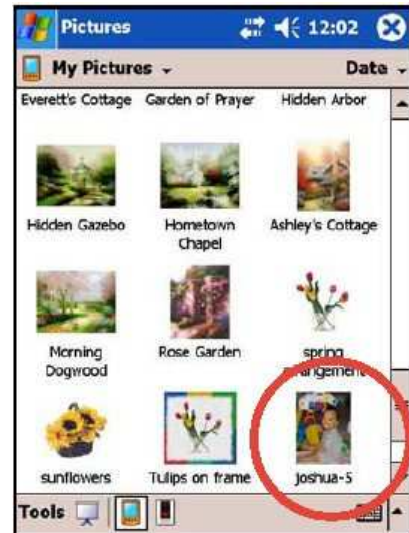 Pictures 12:02
My Pictures Date
Everett's Cottage Garden of Prayer Hidden Arbor
Hidden Gazebo Hometown Chapel Ashley's Cottage
Morning Dogwood Rose Garden spring arrangement
sunflowers Tulips on frame joshua-5
Tools